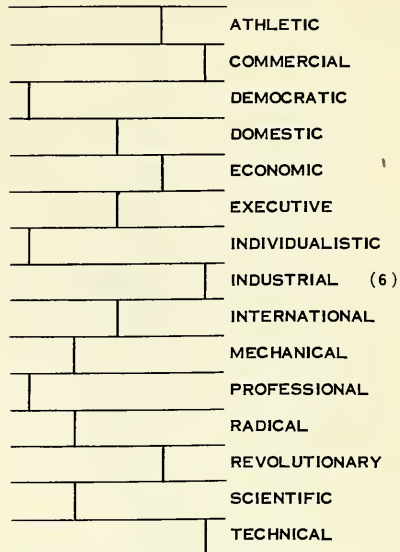 ATHLETIC
COMMERCIAL
DEMOCRATIC
DOMESTIC
ECONOMIC
EXECUTIVE
INDIVIDUALISTIC
INDUSTRIAL (6)
INTERNATIONAL
MECHANICAL
PROFESSIONAL
RADICAL
REVOLUTIONARY
SCIENTIFIC
TECHNICAL